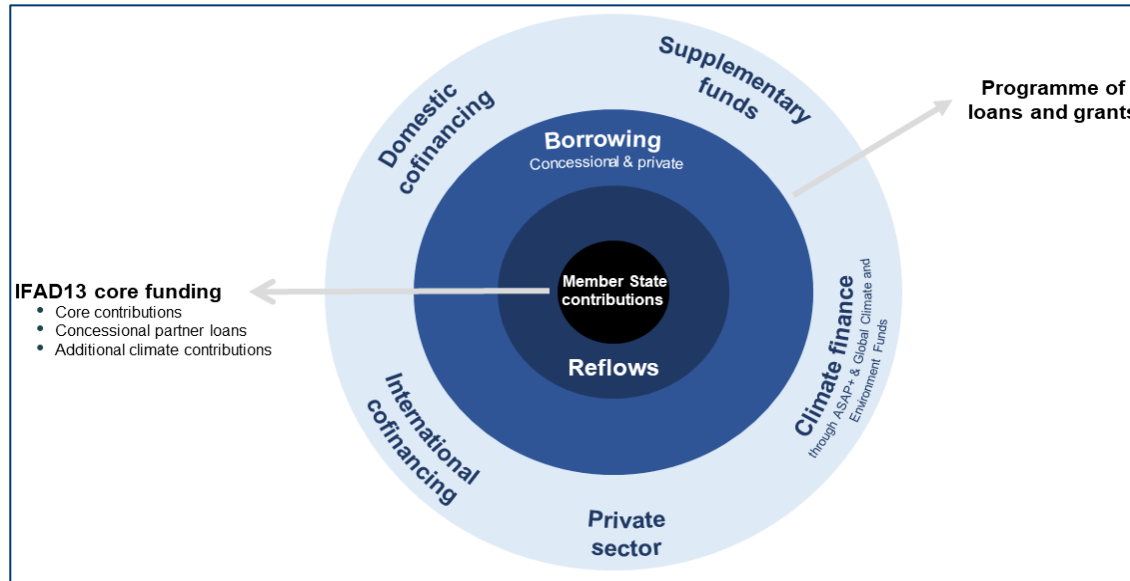 Supplementary
funds
Domestic
cofinancing
Programme of
loans and grants
Borrowing
Concessional & private
Member State
contributions
IFAD13 core funding
• Core contributions
• Concessional partner loans
• Additional climate contributions
Reflows
Climate finance
through ASAP+ & Global Climate and
Environment Funds
International
cofinancing
Private
sector